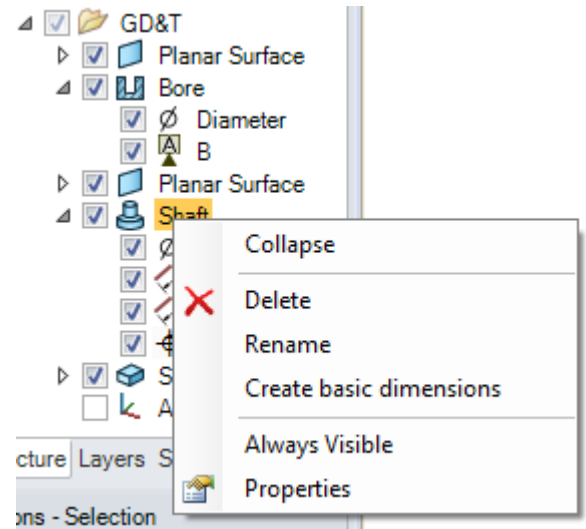 GD&T
Planar Surface
Bore
Ø Diameter
A B
Planar Surface
Shaft
Collapse
Delete
Rename
Create basic dimensions
S
A
Always Visible
cture Layers S
Properties
ons - Selection